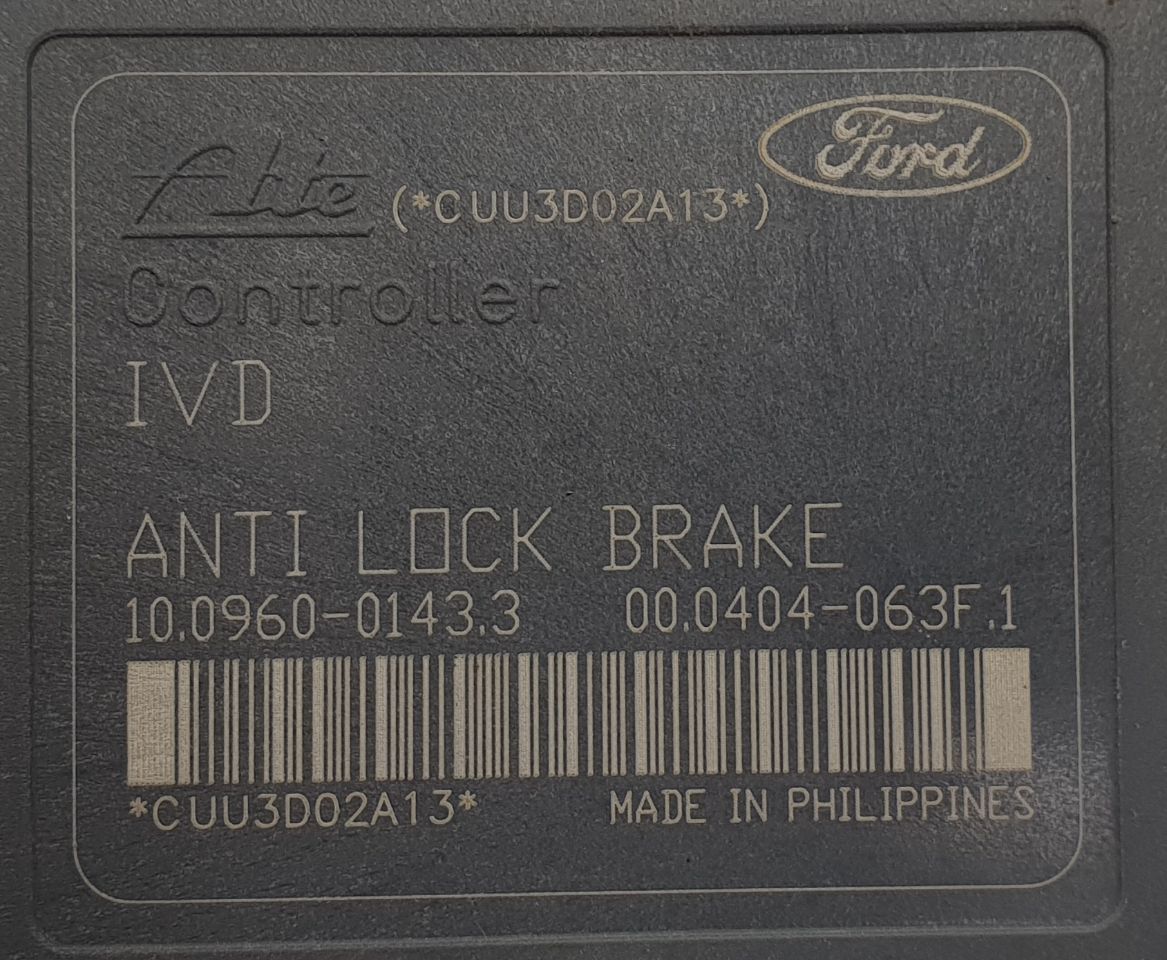 Ford
Ate (*CUU3D02A13*)
Controller
IVD
ANTI LOCK BRAKE
10.0960-0143.3 00.0404-063F.1
*CUU3D02A13* MADE IN PHILIPPINES